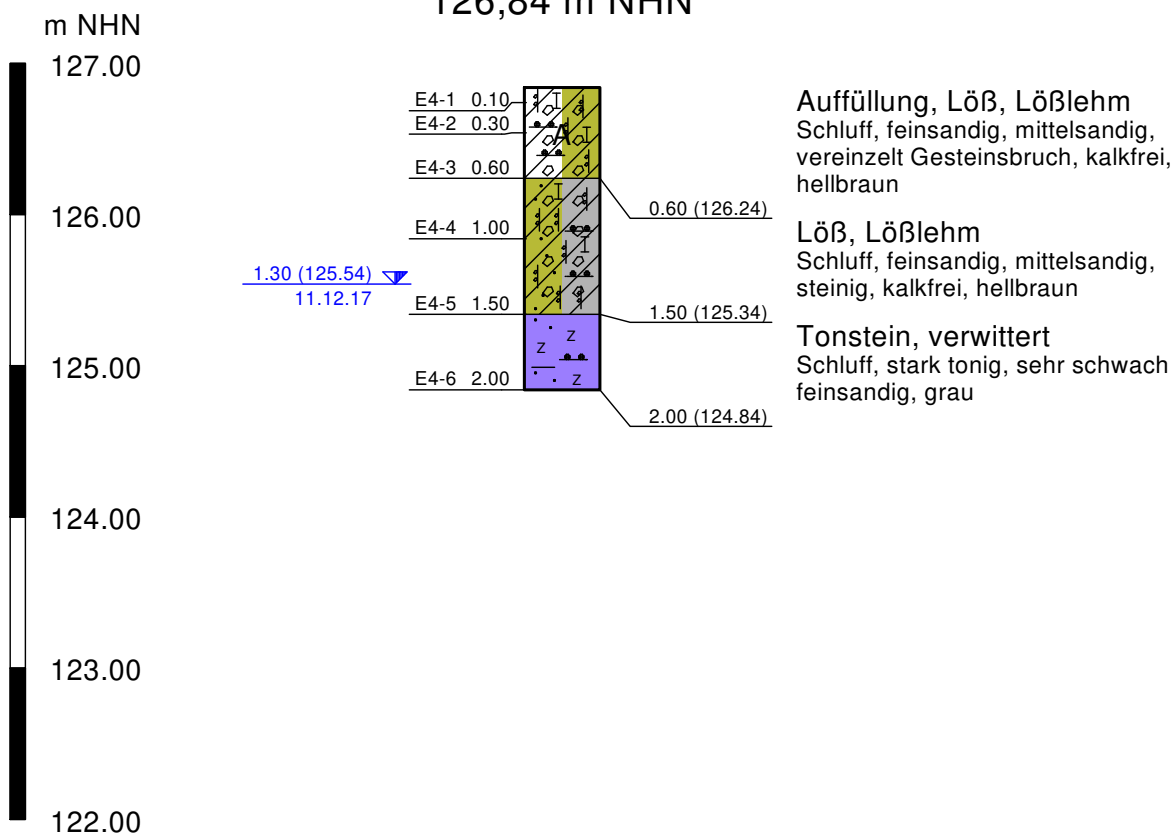 126,84 m NHN
m NHN
127.00
126.00
125.00
124.00
123.00
122.00
1.30 (125.54)
11.12.17
E4-1 0.10
E4-2 0.30
E4-3 0.60
E4-4 1.00
E4-5 1.50
E4-6 2.00
A
z
z
z
0.60 (126.24)
1.50 (125.34)
2.00 (124.84)
Auffüllung, Löß, Lößlehm
Schluff, feinsandig, mittelsandig,
vereinzelt Gesteinsbruch, kalkfrei,
hellbraun
Löß, Lößlehm
Schluff, feinsandig, mittelsandig,
steinig, kalkfrei, hellbraun
Tonstein, verwittert
Schluff, stark tonig, sehr schwach
feinsandig, grau